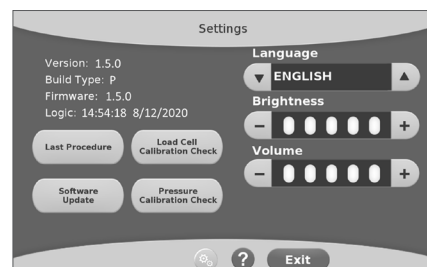 Settings
Version: 1.5.0
Build Type: P
Firmware: 1.5.0
Logic: 14:54:18 8/12/2020
Last Procedure
Load Cell
Calibration Check
Software
Update
Pressure
Calibration Check
Language
ENGLISH
Brightness
Volume
?
Exit